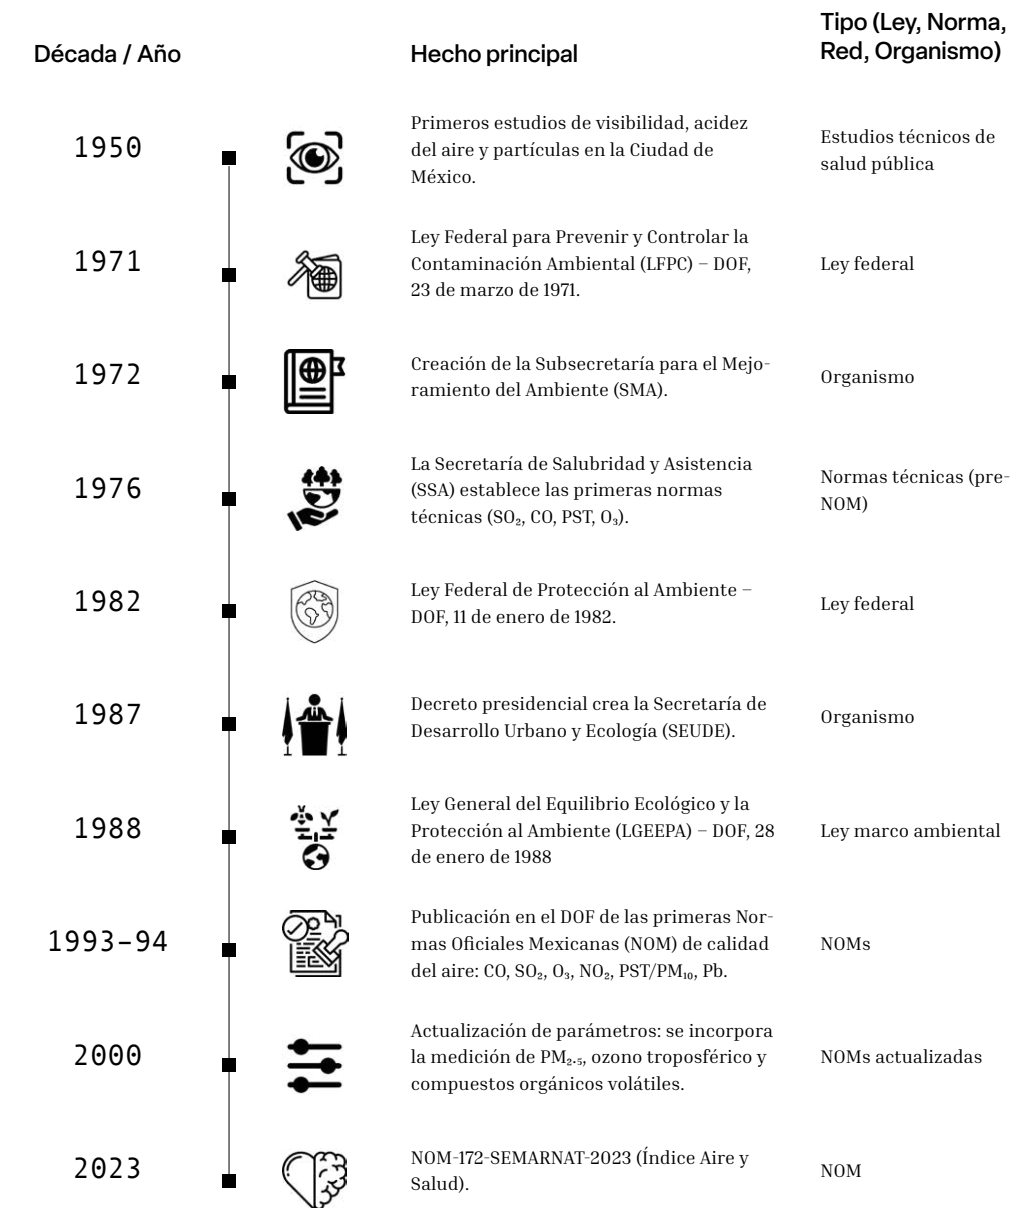 Década / Año
Hecho principal
Tipo (Ley, Norma,
Red, Organismo)
1950
Primeros estudios de visibilidad, acidez
del aire y partículas en la Ciudad de
México.
Estudios técnicos de
salud pública
1971
Ley Federal para Prevenir y Controlar la
Contaminación Ambiental (LFPC) – DOF,
23 de marzo de 1971.
Ley federal
1972
Creación de la Subsecretaría para el Mejo-
ramiento del Ambiente (SMA).
Organismo
1976
La Secretaría de Salubridad y Asistencia
(SSA) establece las primeras normas
técnicas (SO₂, CO, PST, O₃).
Normas técnicas (pre-
NOM)
1982
Ley Federal de Protección al Ambiente –
DOF, 11 de enero de 1982.
Ley federal
1987
Decreto presidencial crea la Secretaría de
Desarrollo Urbano y Ecología (SEUDE).
Organismo
1988
Ley General del Equilibrio Ecológico y la
Protección al Ambiente (LGEEPA) – DOF, 28
de enero de 1988
Ley marco ambiental
1993–94
Publicación en el DOF de las primeras Nor-
mas Oficiales Mexicanas (NOM) de calidad
del aire: CO, SO₂, O₃, NO₂, PST/PM₁₀, Pb.
NOMs
2000
Actualización de parámetros: se incorpora
la medición de PM₂.₅, ozono troposférico y
compuestos orgánicos volátiles.
NOMs actualizadas
2023
NOM-172-SEMARNAT-2023 (Índice Aire y
Salud).
NOM